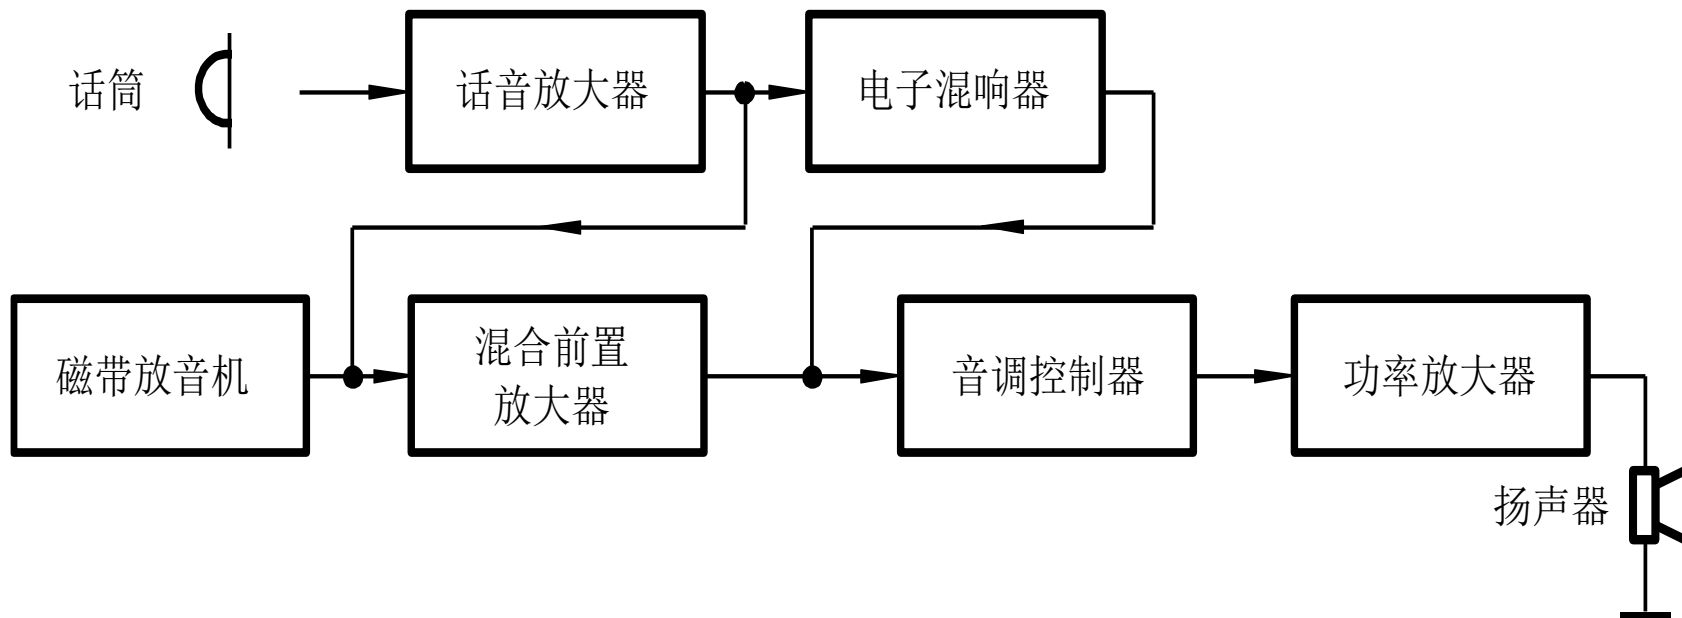 话筒
话音放大器
电子混响器
磁带放音机
混合前置
放大器
音调控制器
功率放大器
扬声器